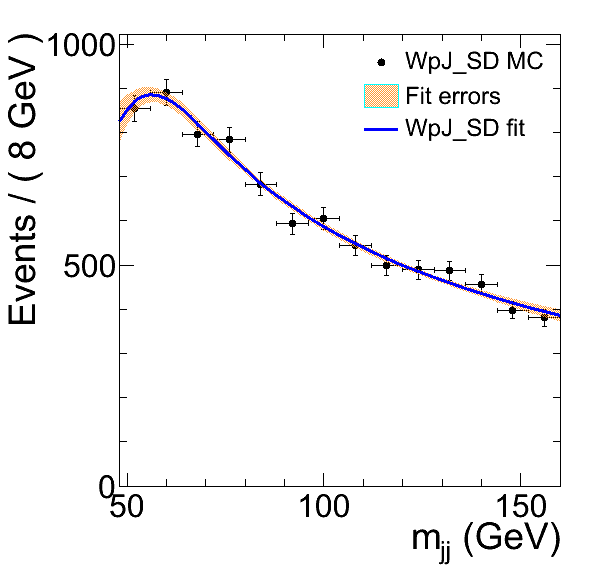 Events / ( 8 GeV )
1000
500
0
WpJ_SD MC
Fit errors
WpJ_SD fit
50
100
150
m_jj (GeV)